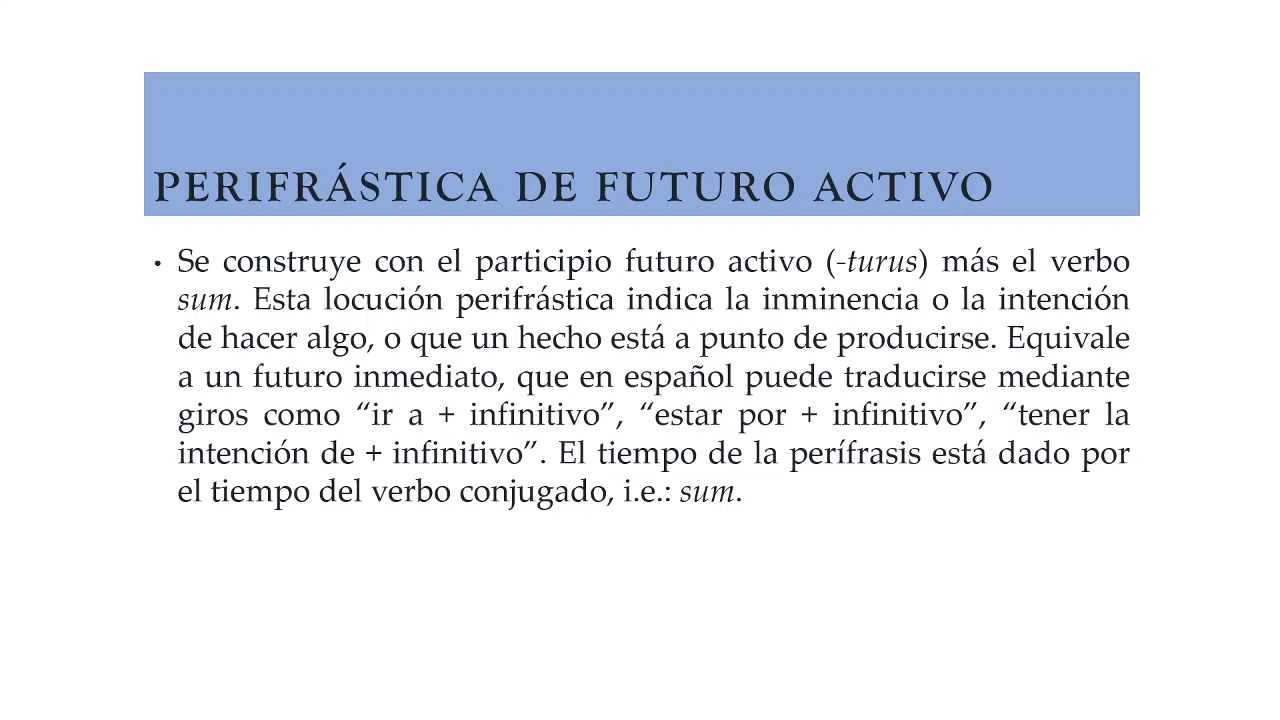 PERIFRÁSTICA DE FUTURO ACTIVO
• Se construye con el participio futuro activo (-turus) más el verbo
sum. Esta locución perifrástica indica la inminencia o la intención
de hacer algo, o que un hecho está a punto de producirse. Equivale
a un futuro inmediato, que en español puede traducirse mediante
giros como “ir a + infinitivo”, “estar por + infinitivo”, “tener la
intención de + infinitivo”. El tiempo de la perífrasis está dado por
el tiempo del verbo conjugado, i.e.: sum.